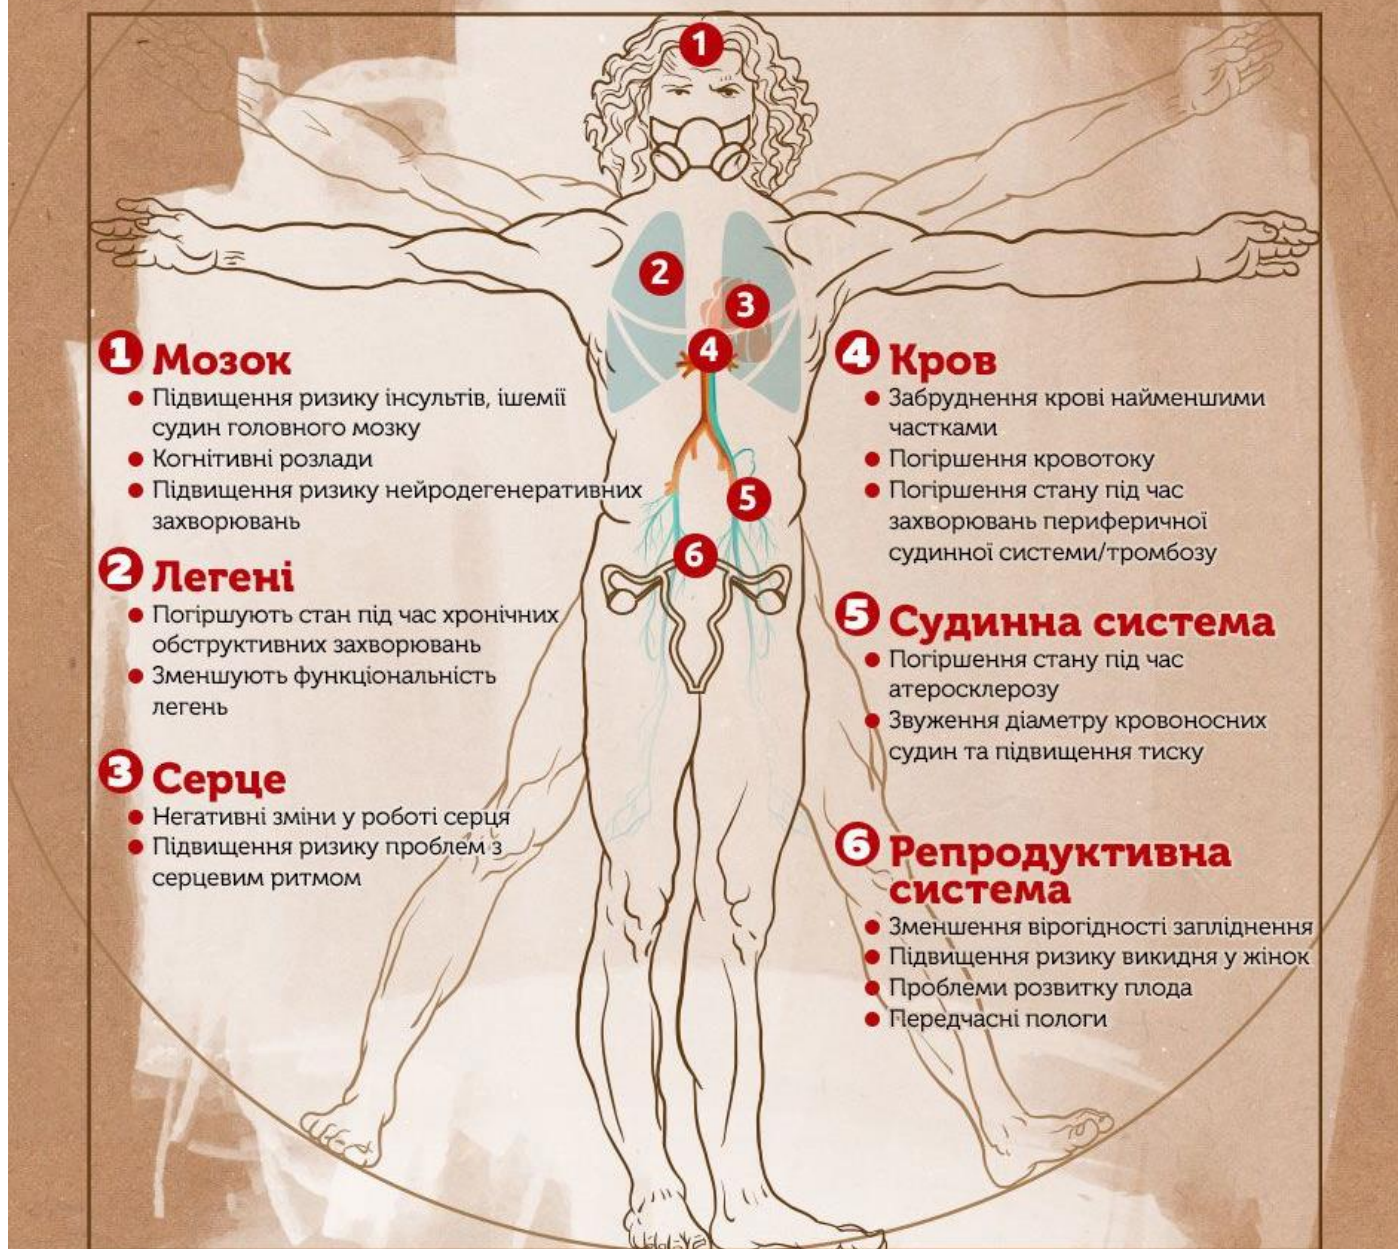 1
2
3
4
5
6
1 Мозок
Підвищення ризику інсультів, ішемії
судин головного мозку
Когнітивні розлади
Підвищення ризику нейродегенеративних
захворювань
2 Легені
Погіршують стан під час хронічних
обструктивних захворювань
Зменшують функціональність
легень
3 Серце
Негативні зміни у роботі серця
Підвищення ризику проблем з
серцевим ритмом
4 Кров
Забруднення крові найменшими
частками
Погіршення кровотоку
Погіршення стану під час
захворювань периферичної
судинної системи/тромбозу
5 Судинна система
Погіршення стану під час
атеросклерозу
Звуження діаметру кровоносних
судин та підвищення тиску
6 Репродуктивна
система
Зменшення вірогідності запліднення
Підвищення ризику викидня у жінок
Проблеми розвитку плода
Передчасні пологи